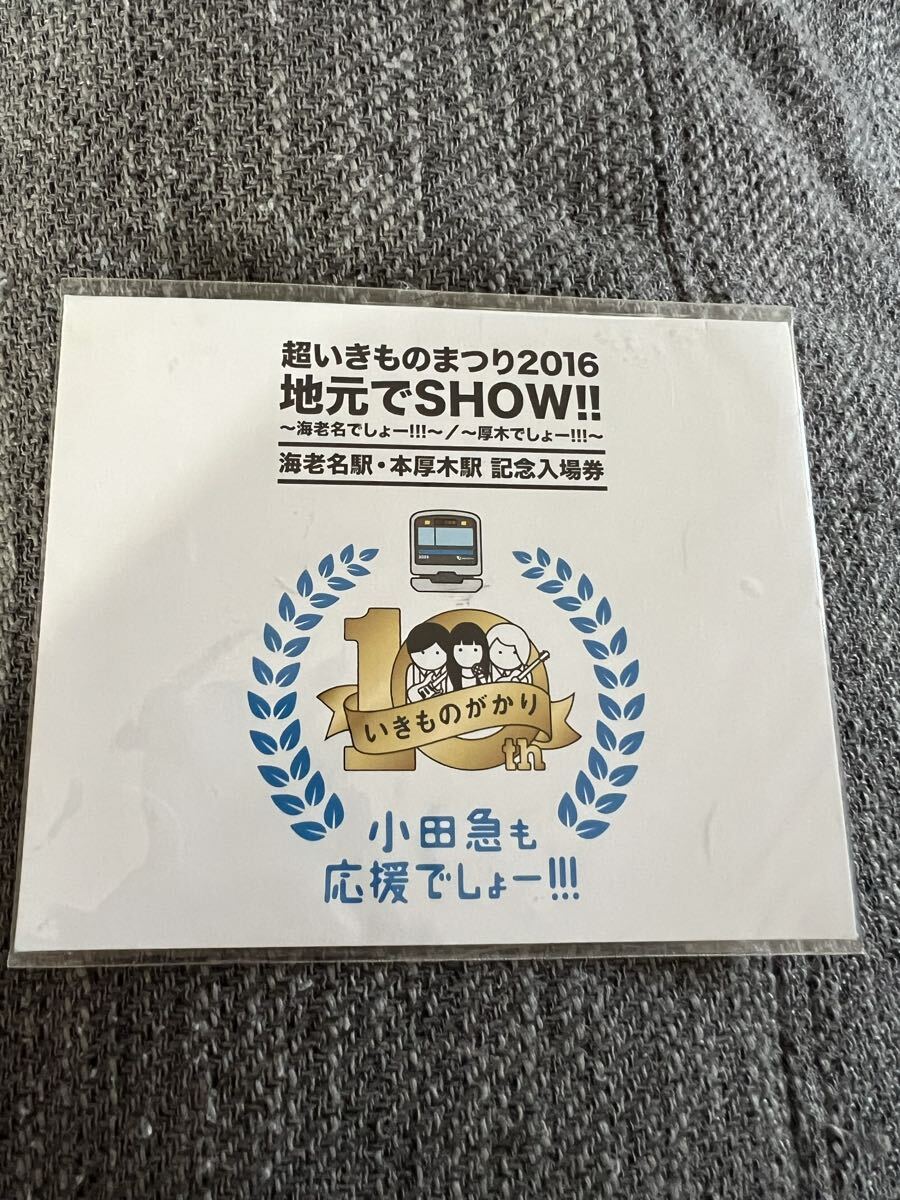 超いきものまつり2016
地元でSHOW!!
～海老名でしょー!!!～／～厚木でしょー!!!～
海老名駅・本厚木駅 記念入場券
10th
いきものがかり
小田急も
応援でしょー!!!